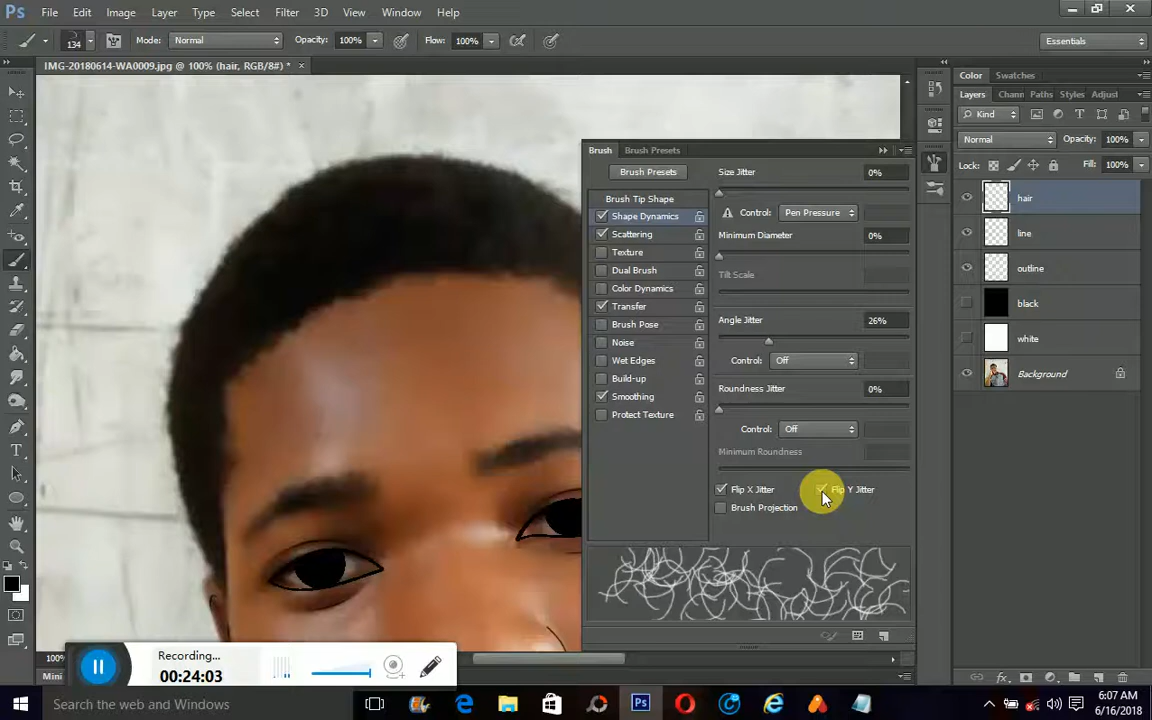 Ps File Edit Image Layer Type Select Filter 3D View Window Help
134 Mode: Normal Opacity: 100% Flow: 100% Essentials
IMG-20180614-WA0009.jpg @ 100% (hair, RGB/8#) * ×
Color Swatches
Layers Chann Paths Styles Adjust
Kind
Normal Opacity: 100%
Lock: Fill: 100%
hair
line
outline
black
white
Background
Brush Brush Presets
Brush Presets
Brush Tip Shape
Shape Dynamics
Scattering
Texture
Dual Brush
Color Dynamics
Transfer
Brush Pose
Noise
Wet Edges
Build-up
Smoothing
Protect Texture
Size Jitter 0%
Control: Pen Pressure
Minimum Diameter 0%
Tilt Scale
Angle Jitter 26%
Control: Off
Roundness Jitter 0%
Control: Off
Minimum Roundness
Flip X Jitter Flip Y Jitter
Brush Projection
100%
Mini
Recording...
00:24:03
Search the web and Windows
6:07 AM
6/16/2018